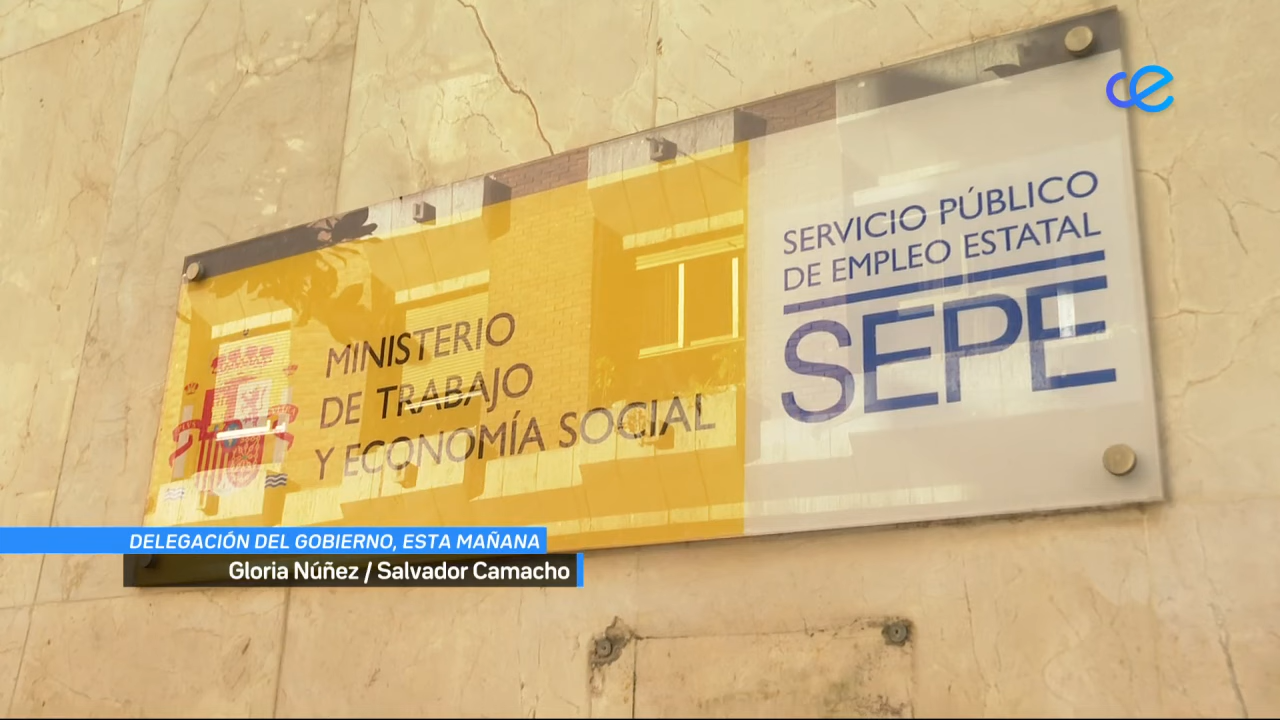 SERVICIO PÚBLICO
DE EMPLEO ESTATAL
SEPE
MINISTERIO
DE TRABAJO
Y ECONOMÍA SOCIAL
DELEGACIÓN DEL GOBIERNO, ESTA MAÑANA
Gloria Núñez / Salvador Camacho
ce